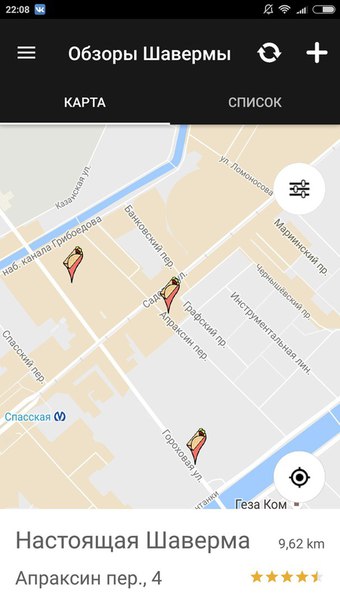 22:08
Обзоры Шавермы
КАРТА
СПИСОК
Казанская ул.
ул. Ломоносова
наб. канала Грибоедова
Банковский пер.
Мариинский пр.
Чернышёвский пр.
Садовая ул.
Графский пр.
Апраксин пер.
Инструментальная лин.
Спасский пер.
Спасская
Гороховая ул.
Геза Ком
Настоящая Шаверма
9,62 km
Апраксин пер., 4